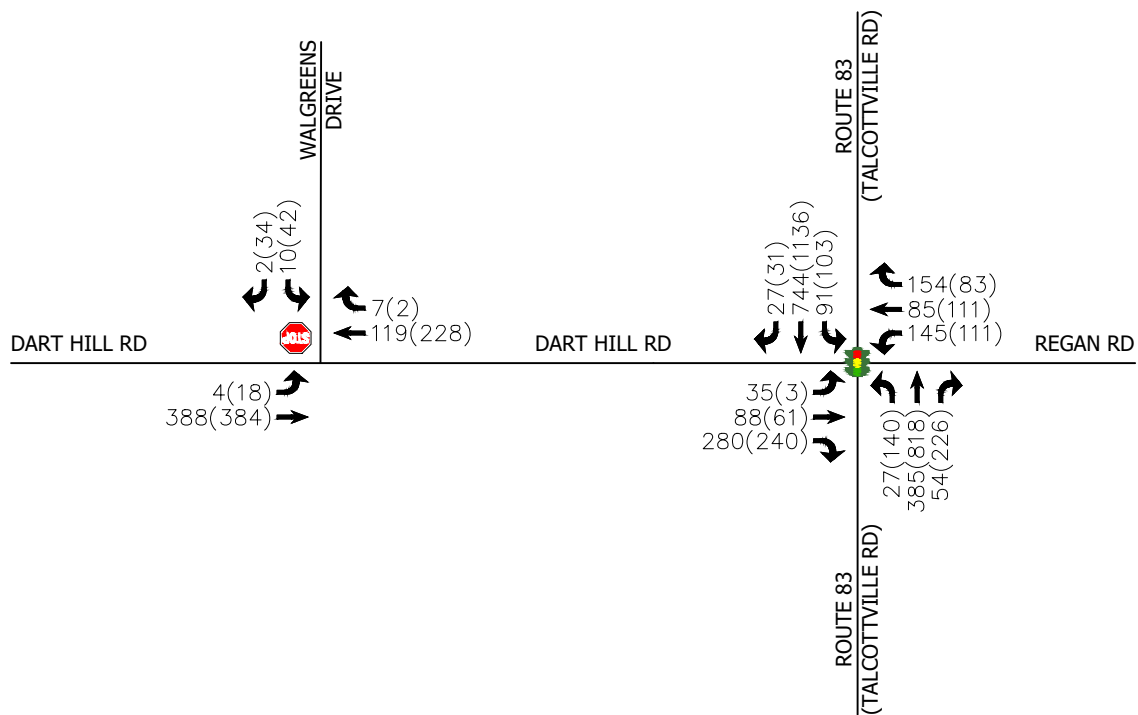 WALGREENS
DRIVE
ROUTE 83
(TALCOTTVILLE RD)
2(34)
10(42)
7(2)
119(228)
27(31)
744(1136)
91(103)
154(83)
85(111)
145(111)
STOP
DART HILL RD
DART HILL RD
REGAN RD
4(18)
388(384)
35(3)
88(61)
280(240)
27(140)
385(818)
54(226)
ROUTE 83
(TALCOTTVILLE RD)